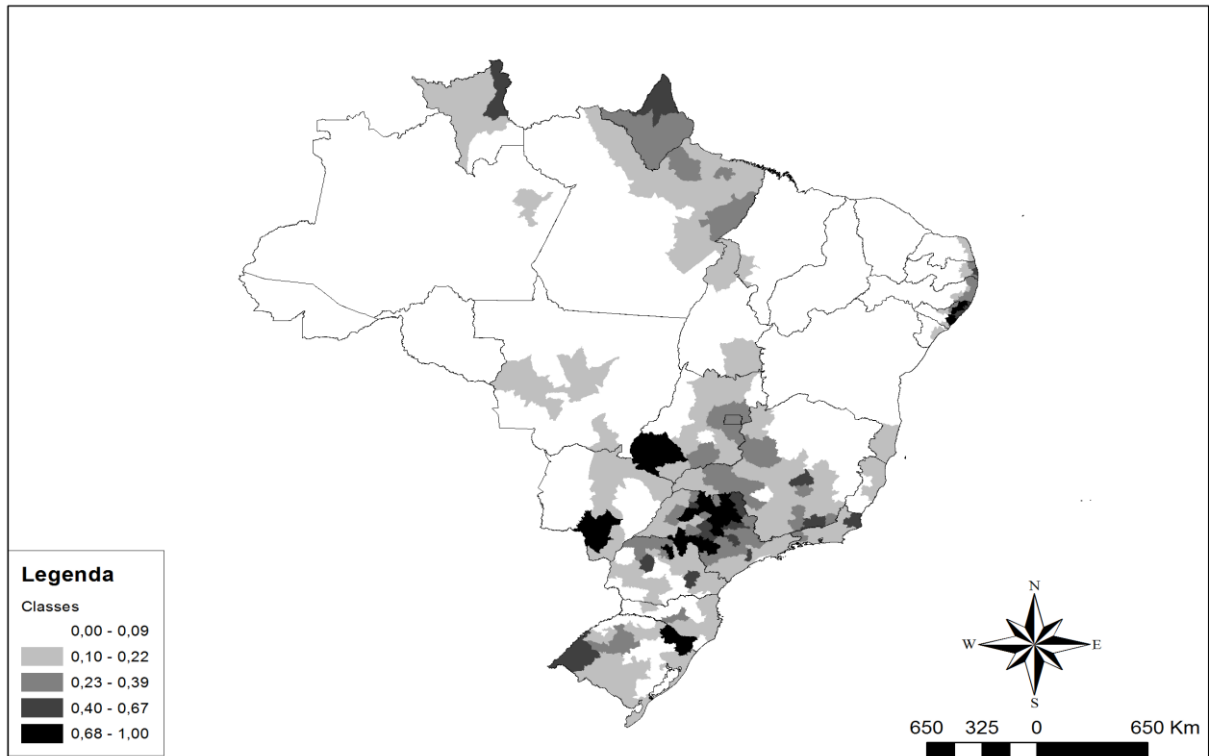 Legenda
Classes
0,00 - 0,09
0,10 - 0,22
0,23 - 0,39
0,40 - 0,67
0,68 - 1,00
N
W E
S
650 325 0 650 Km